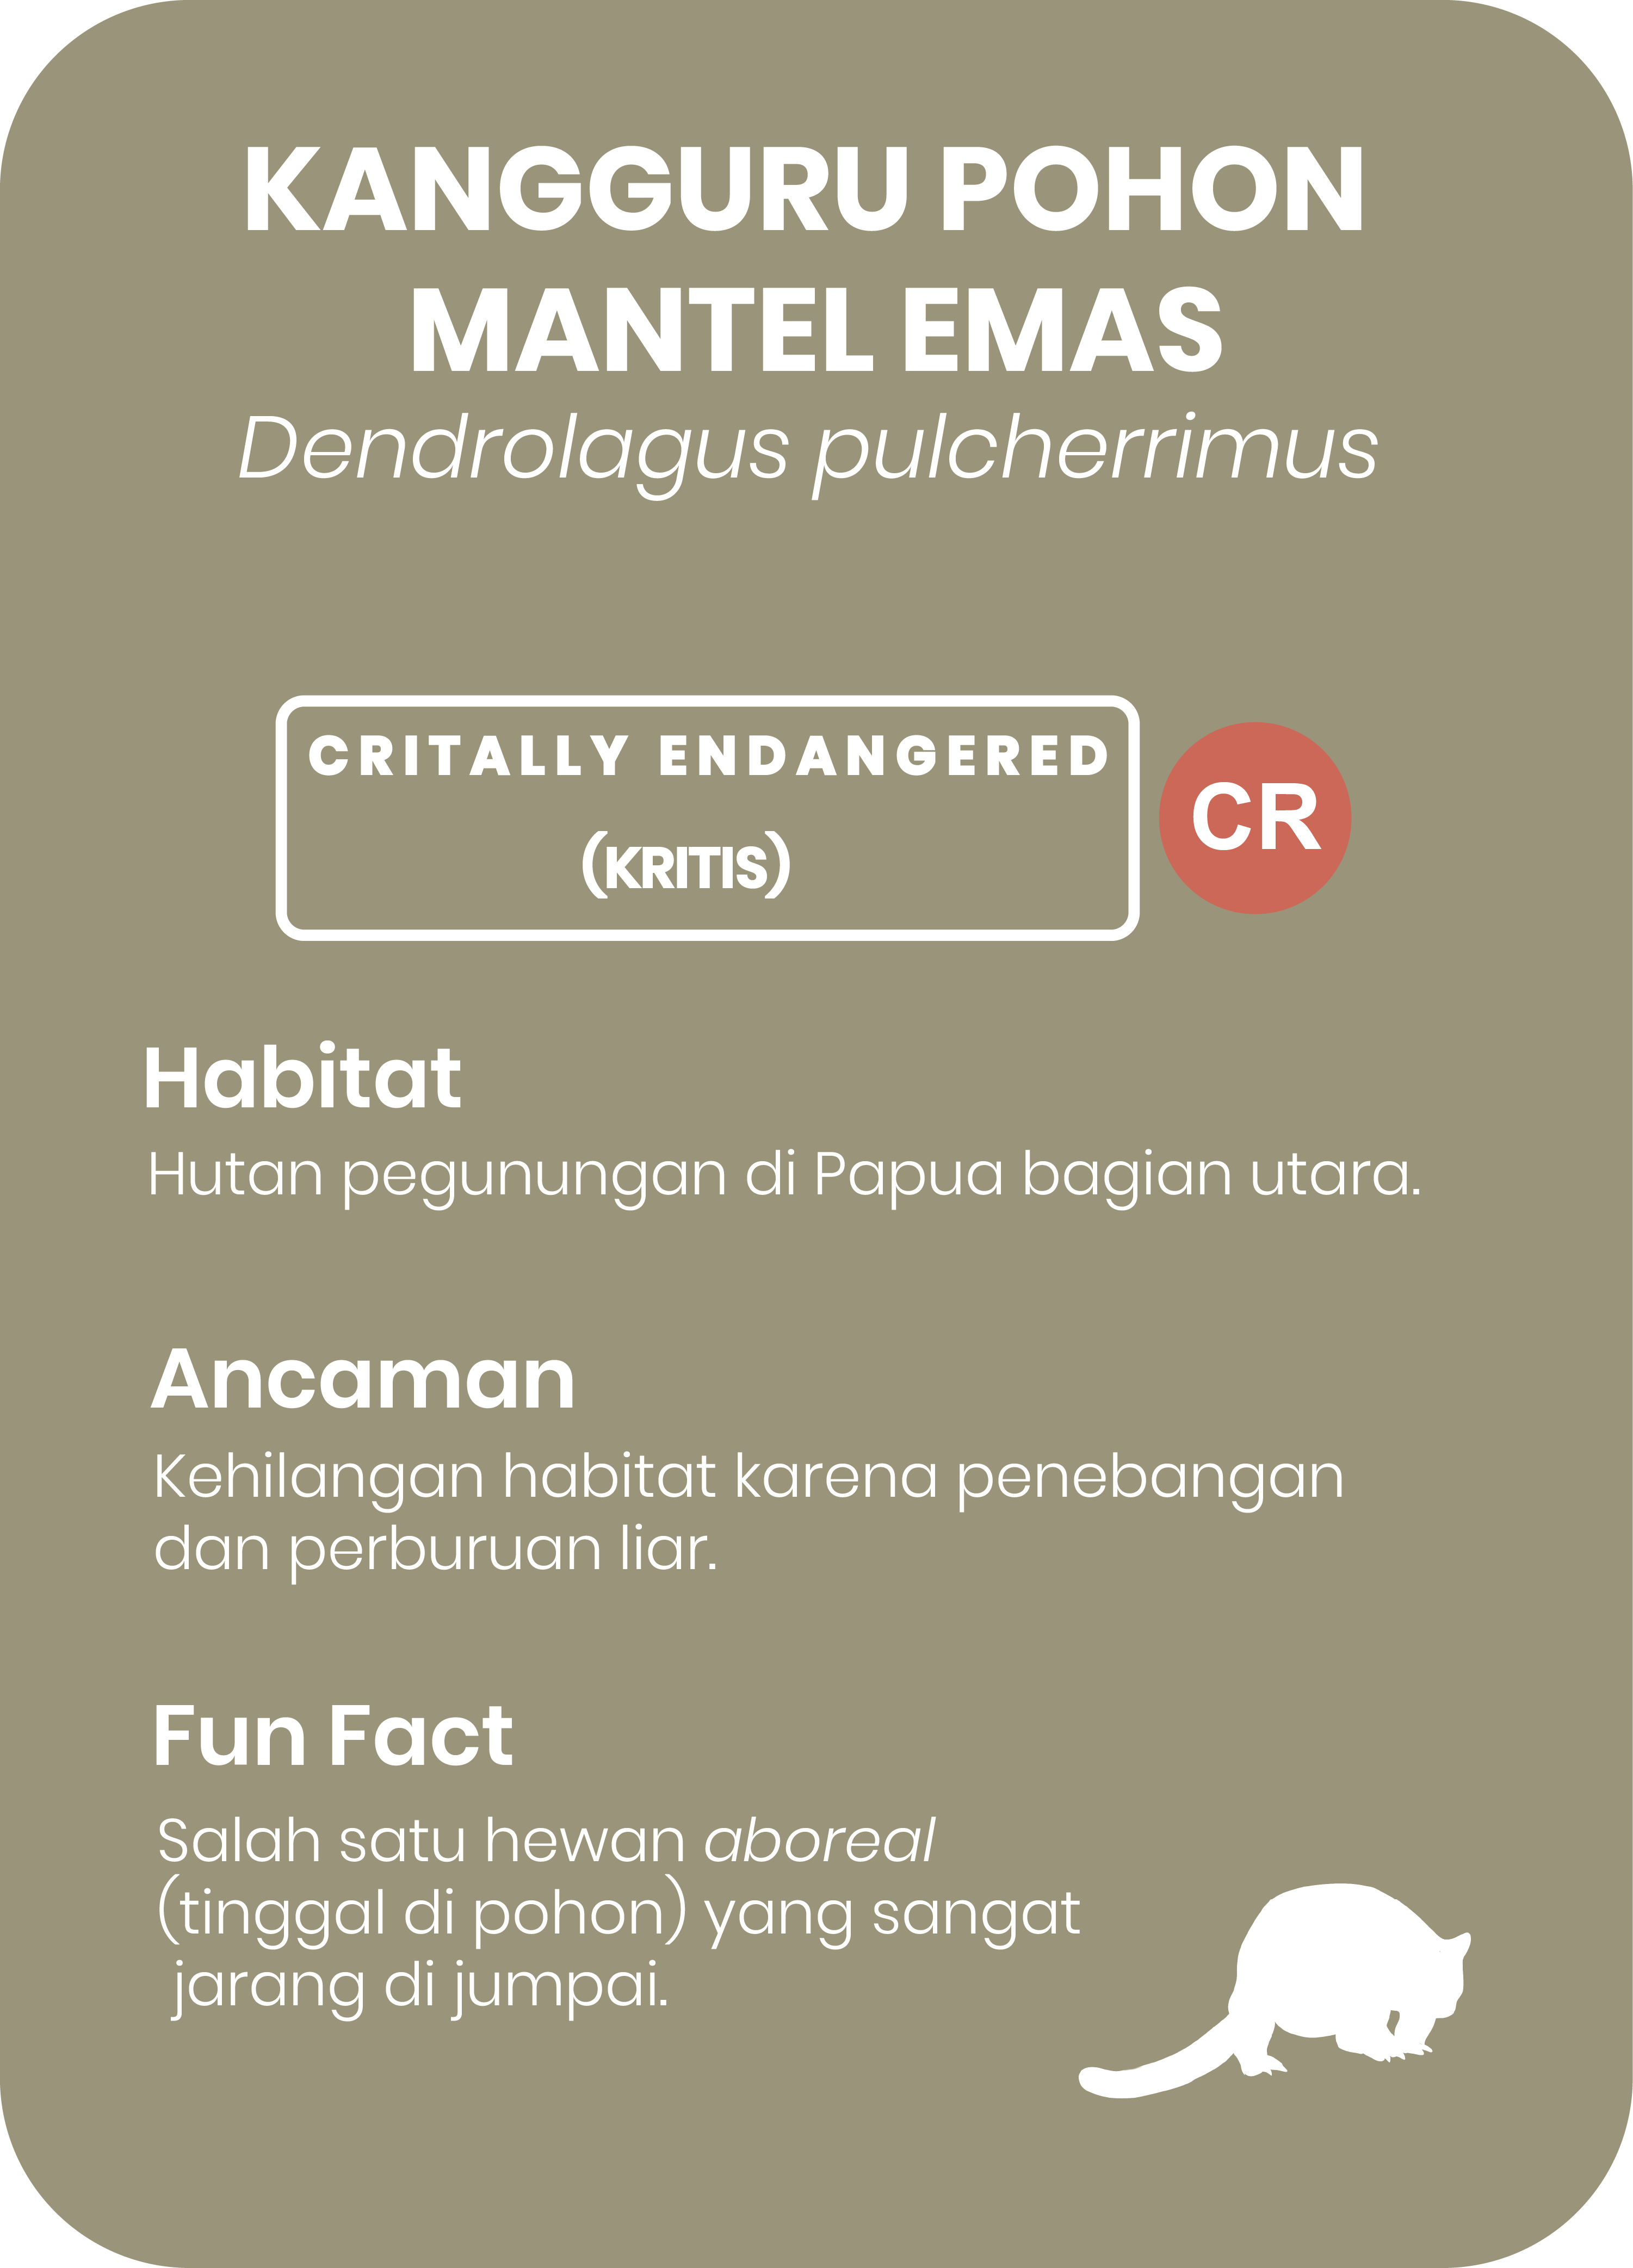 KANGGURU POHON
MANTEL EMAS
Dendrolagus pulcherrimus
CRITALLY ENDANGERED
CR
(KRITIS)
Habitat
Hutan pegunungan di Papua bagian utara.
Ancaman
Kehilangan habitat karena penebangan
dan perburuan liar.
Fun Fact
Salah satu hewan aboreal
(tinggal di pohon) yang sangat
jarang di jumpai.